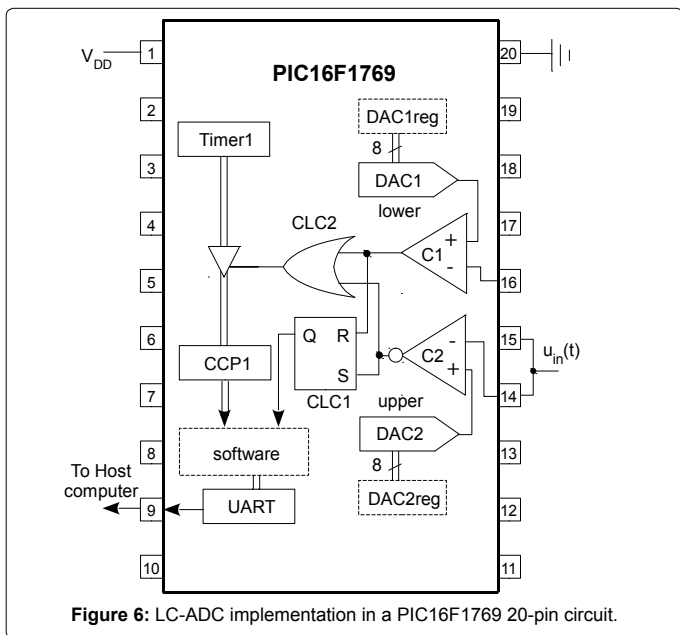 V_DD
1
2
3
4
5
6
7
8
9
10
20
19
18
17
16
15
14
13
12
11
PIC16F1769
Timer1
DAC1reg
8
DAC1
lower
CLC2
+
C1
-
Q R
S
CLC1
-
C2
+
u_in(t)
CCP1
upper
DAC2
software
8
DAC2reg
To Host
computer
UART
Figure 6: LC-ADC implementation in a PIC16F1769 20-pin circuit.